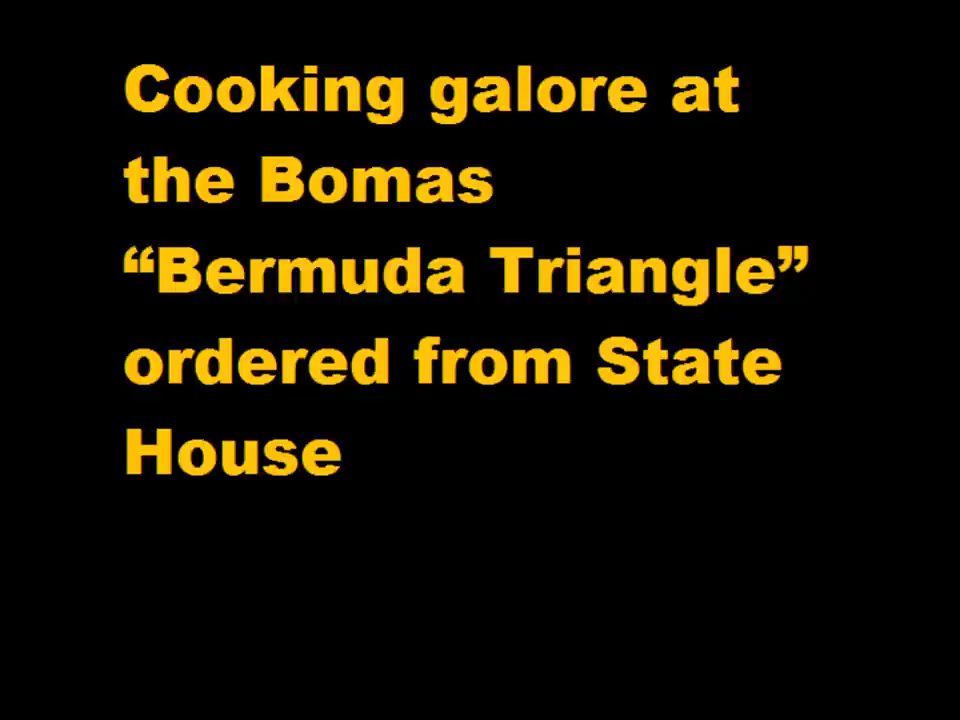 Cooking galore at
the Bomas
“Bermuda Triangle”
ordered from State
House